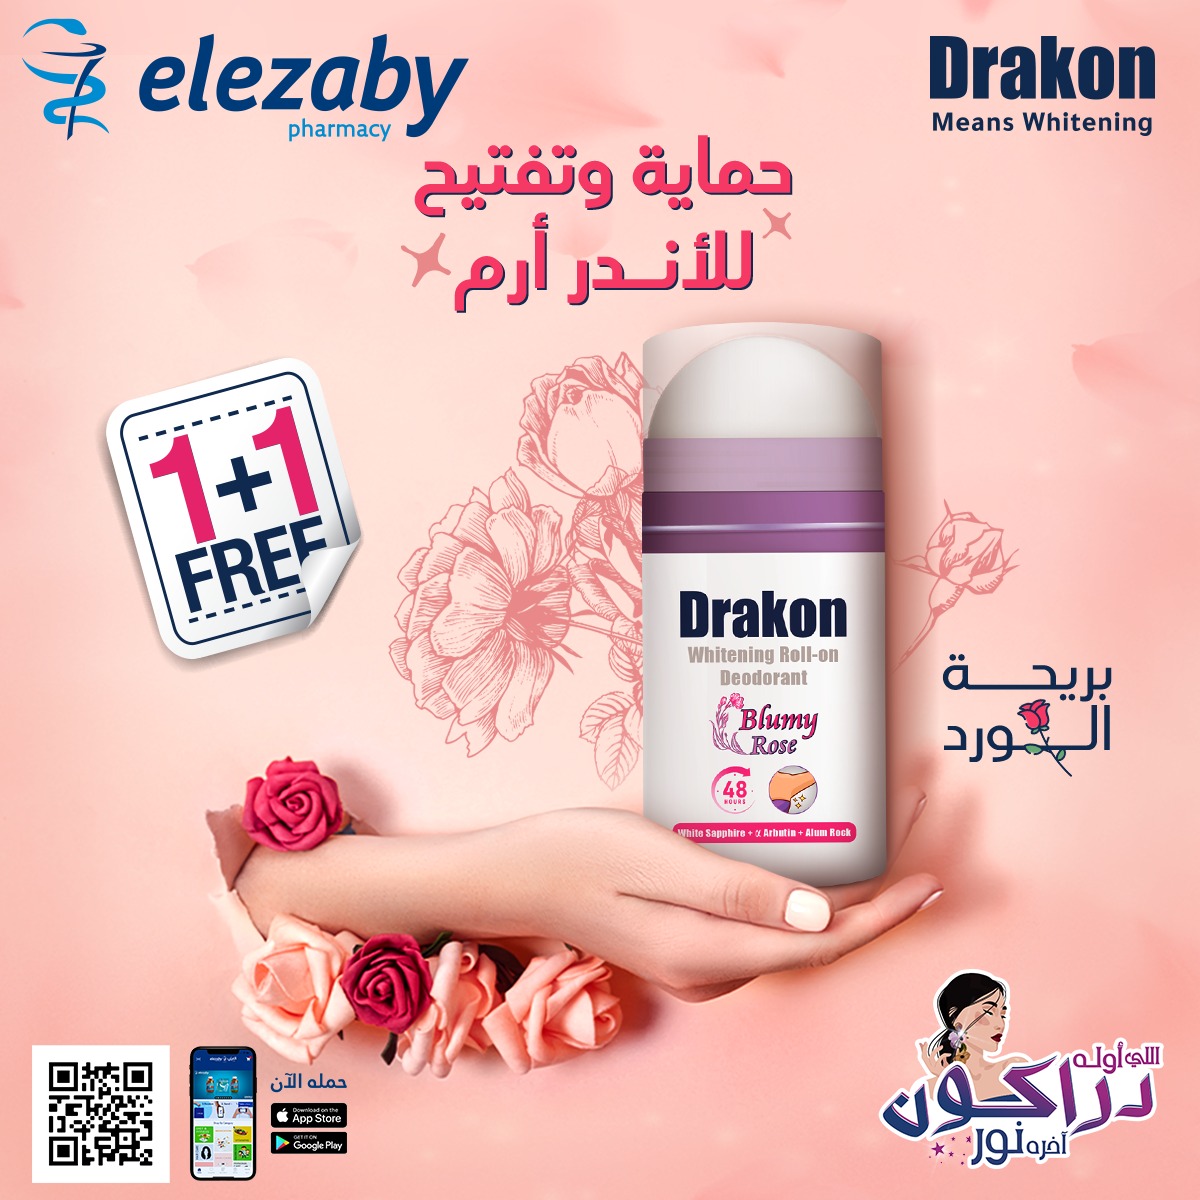 elezaby
pharmacy
Drakon
Means Whitening
حماية وتفتيح
للأنـدر أرم
1+1
FREE
Drakon
Whitening Roll-on
Deodorant
Blumy
Rose
48
HOURS
White Sapphire + α Arbutin + Alum Rock
بريحـــة
الـــورد
حمله الآن
Download on the
App Store
GET IT ON
Google Play
اللي أوله
دراكون
آخره نور